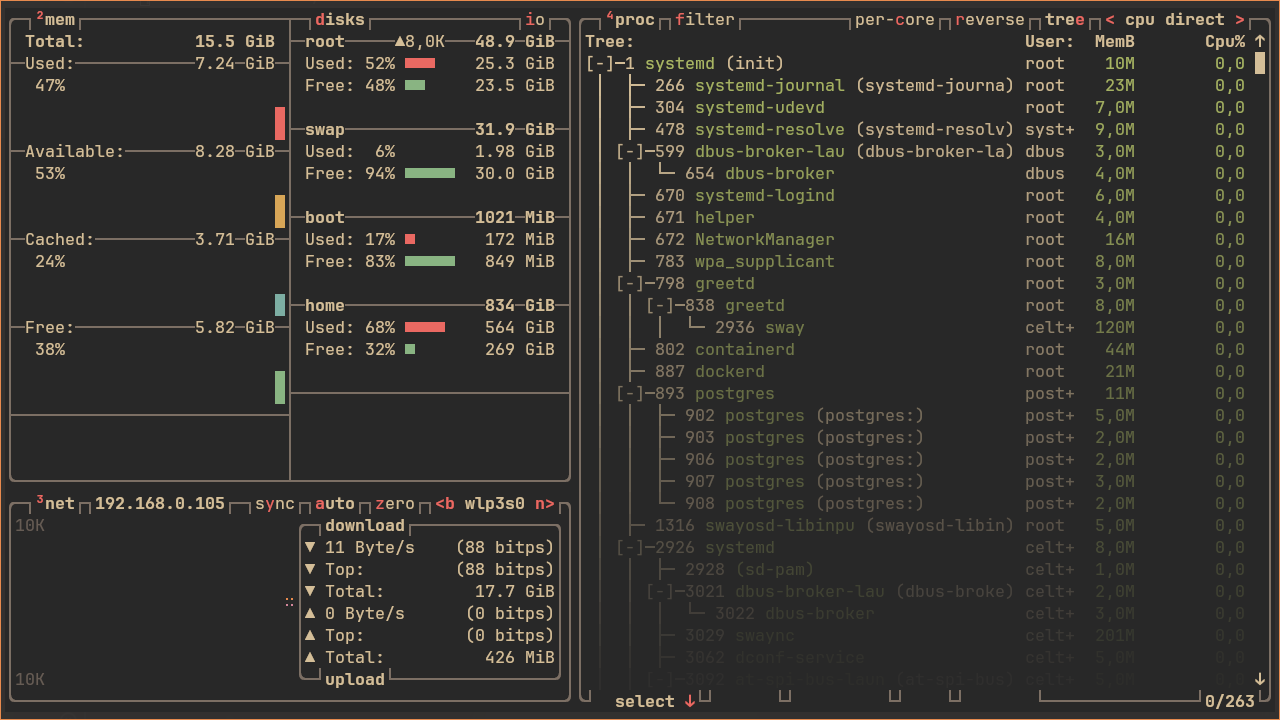 ²mem
Total: 15.5 GiB
Used: 7.24 GiB
47%
Available: 8.28 GiB
53%
Cached: 3.71 GiB
24%
Free: 5.82 GiB
38%
disks io
root ▲8,0K 48.9 GiB
Used: 52% 25.3 GiB
Free: 48% 23.5 GiB
swap 31.9 GiB
Used: 6% 1.98 GiB
Free: 94% 30.0 GiB
boot 1021 MiB
Used: 17% 172 MiB
Free: 83% 849 MiB
home 834 GiB
Used: 68% 564 GiB
Free: 32% 269 GiB
³net 192.168.0.105 sync auto zero <b wlp3s0 n>
10K
10K
download
▼ 11 Byte/s (88 bitps)
▼ Top: (88 bitps)
▼ Total: 17.7 GiB
▲ 0 Byte/s (0 bitps)
▲ Top: (0 bitps)
▲ Total: 426 MiB
upload
⁴proc filter per-core reverse tree < cpu direct >
Tree: User: MemB Cpu% ↑
[-]─1 systemd (init) root 10M 0,0
├─ 266 systemd-journal (systemd-journa) root 23M 0,0
├─ 304 systemd-udevd root 7,0M 0,0
├─ 478 systemd-resolve (systemd-resolv) syst+ 9,0M 0,0
[-]─599 dbus-broker-lau (dbus-broker-la) dbus 3,0M 0,0
│ └─ 654 dbus-broker dbus 4,0M 0,0
├─ 670 systemd-logind root 6,0M 0,0
├─ 671 helper root 4,0M 0,0
├─ 672 NetworkManager root 16M 0,0
├─ 783 wpa_supplicant root 8,0M 0,0
[-]─798 greetd root 3,0M 0,0
│ [-]─838 greetd root 8,0M 0,0
│ │ └─ 2936 sway celt+ 120M 0,0
├─ 802 containerd root 44M 0,0
├─ 887 dockerd root 21M 0,0
[-]─893 postgres post+ 11M 0,0
│ ├─ 902 postgres (postgres:) post+ 5,0M 0,0
│ ├─ 903 postgres (postgres:) post+ 2,0M 0,0
│ ├─ 906 postgres (postgres:) post+ 2,0M 0,0
│ ├─ 907 postgres (postgres:) post+ 3,0M 0,0
│ └─ 908 postgres (postgres:) post+ 2,0M 0,0
├─ 1316 swayosd-libinpu (swayosd-libin) root 5,0M 0,0
[-]─2926 systemd celt+ 8,0M 0,0
│ ├─ 2928 (sd-pam) celt+ 1,0M 0,0
│ [-]─3021 dbus-broker-lau (dbus-broke) celt+ 2,0M 0,0
│ │ └─ 3022 dbus-broker celt+ 3,0M 0,0
│ ├─ 3029 swaync celt+ 201M 0,0
│ ├─ 3062 dconf-service celt+ 5,0M 0,0
│ [-]─3092 at-spi-bus-laun (at-spi-bus) celt+ 5,0M 0,0 ↓
select ↓ 0/263